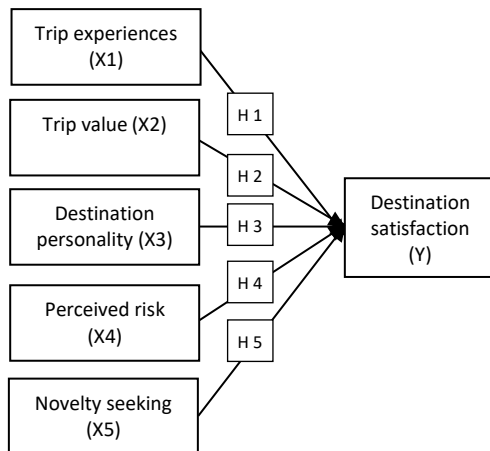 Trip experiences
(X1)
H 1
Trip value (X2)
H 2
Destination
personality (X3)
H 3
Destination
satisfaction
(Y)
Perceived risk
(X4)
H 4
Novelty seeking
(X5)
H 5